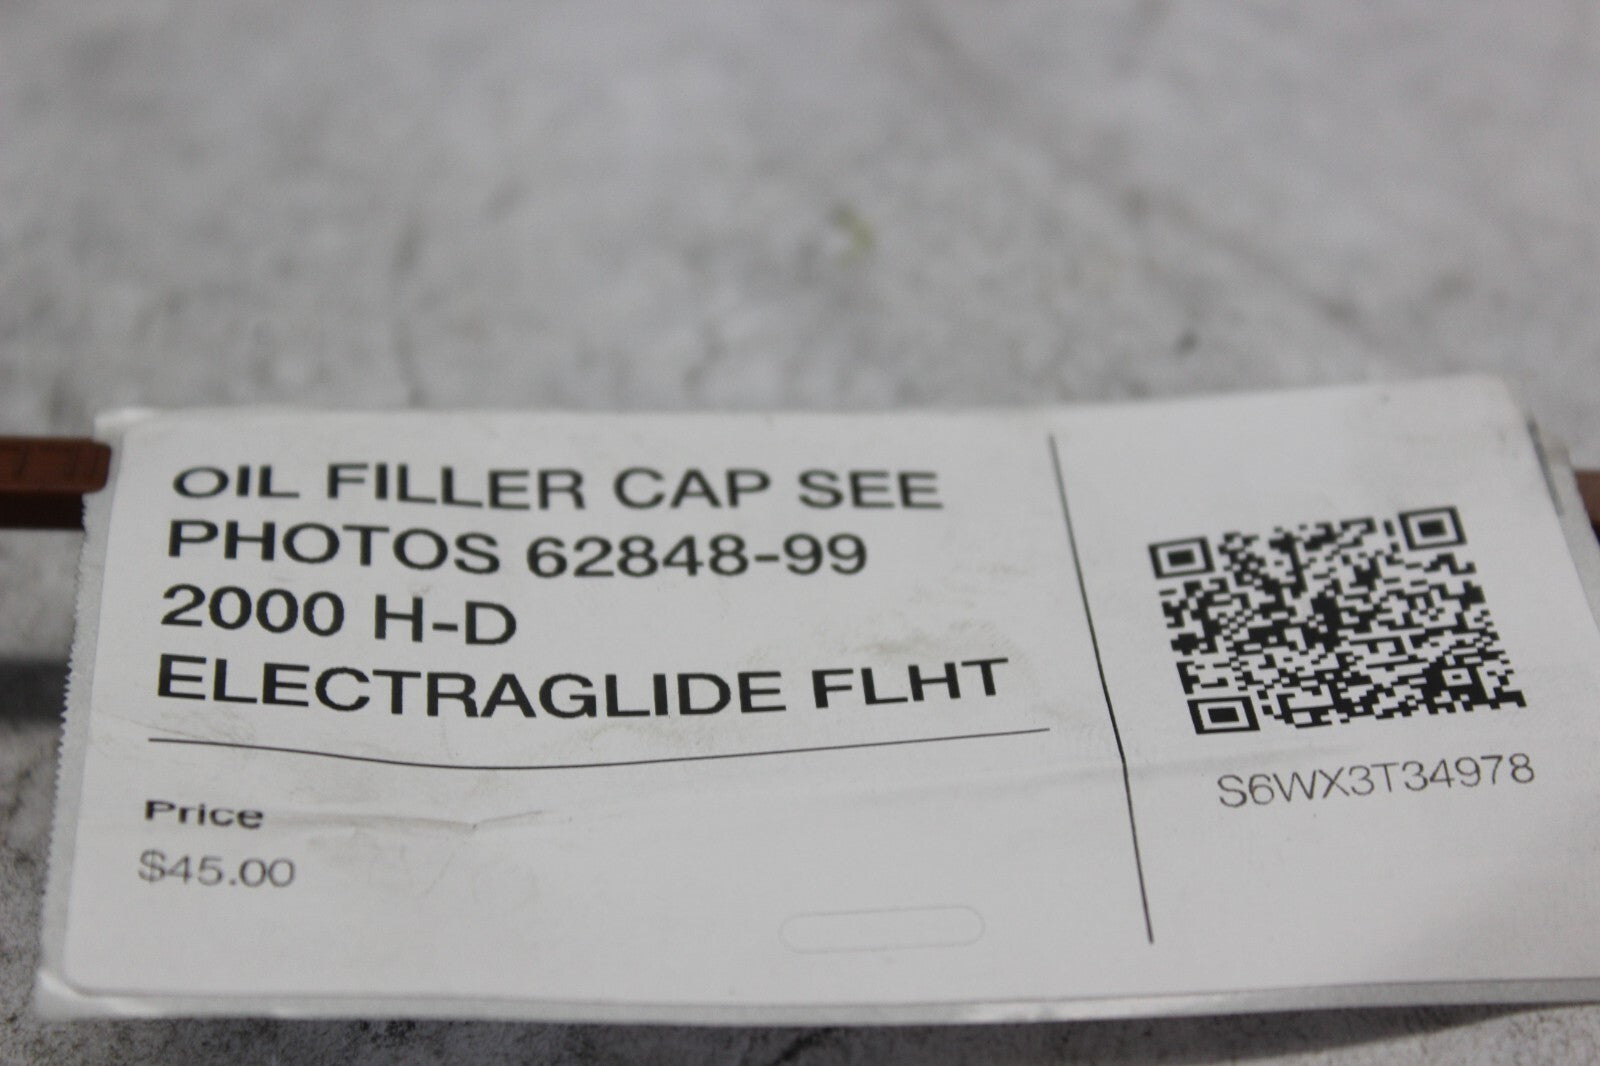 OIL FILLER CAP SEE
PHOTOS 62848-99
2000 H-D
ELECTRAGLIDE FLHT
Price
$45.00
S6WX3T34978